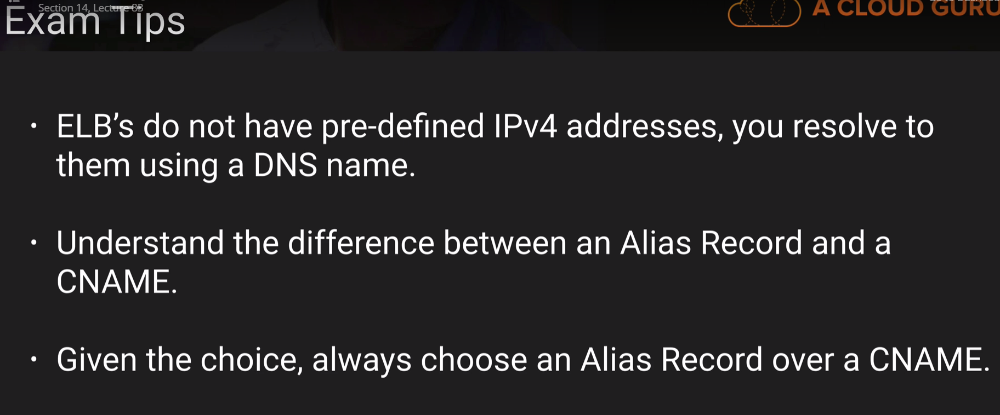 Section 14, Lecture 83
Exam Tips
A CLOUD GURU
• ELB’s do not have pre-defined IPv4 addresses, you resolve to
them using a DNS name.
• Understand the difference between an Alias Record and a
CNAME.
• Given the choice, always choose an Alias Record over a CNAME.